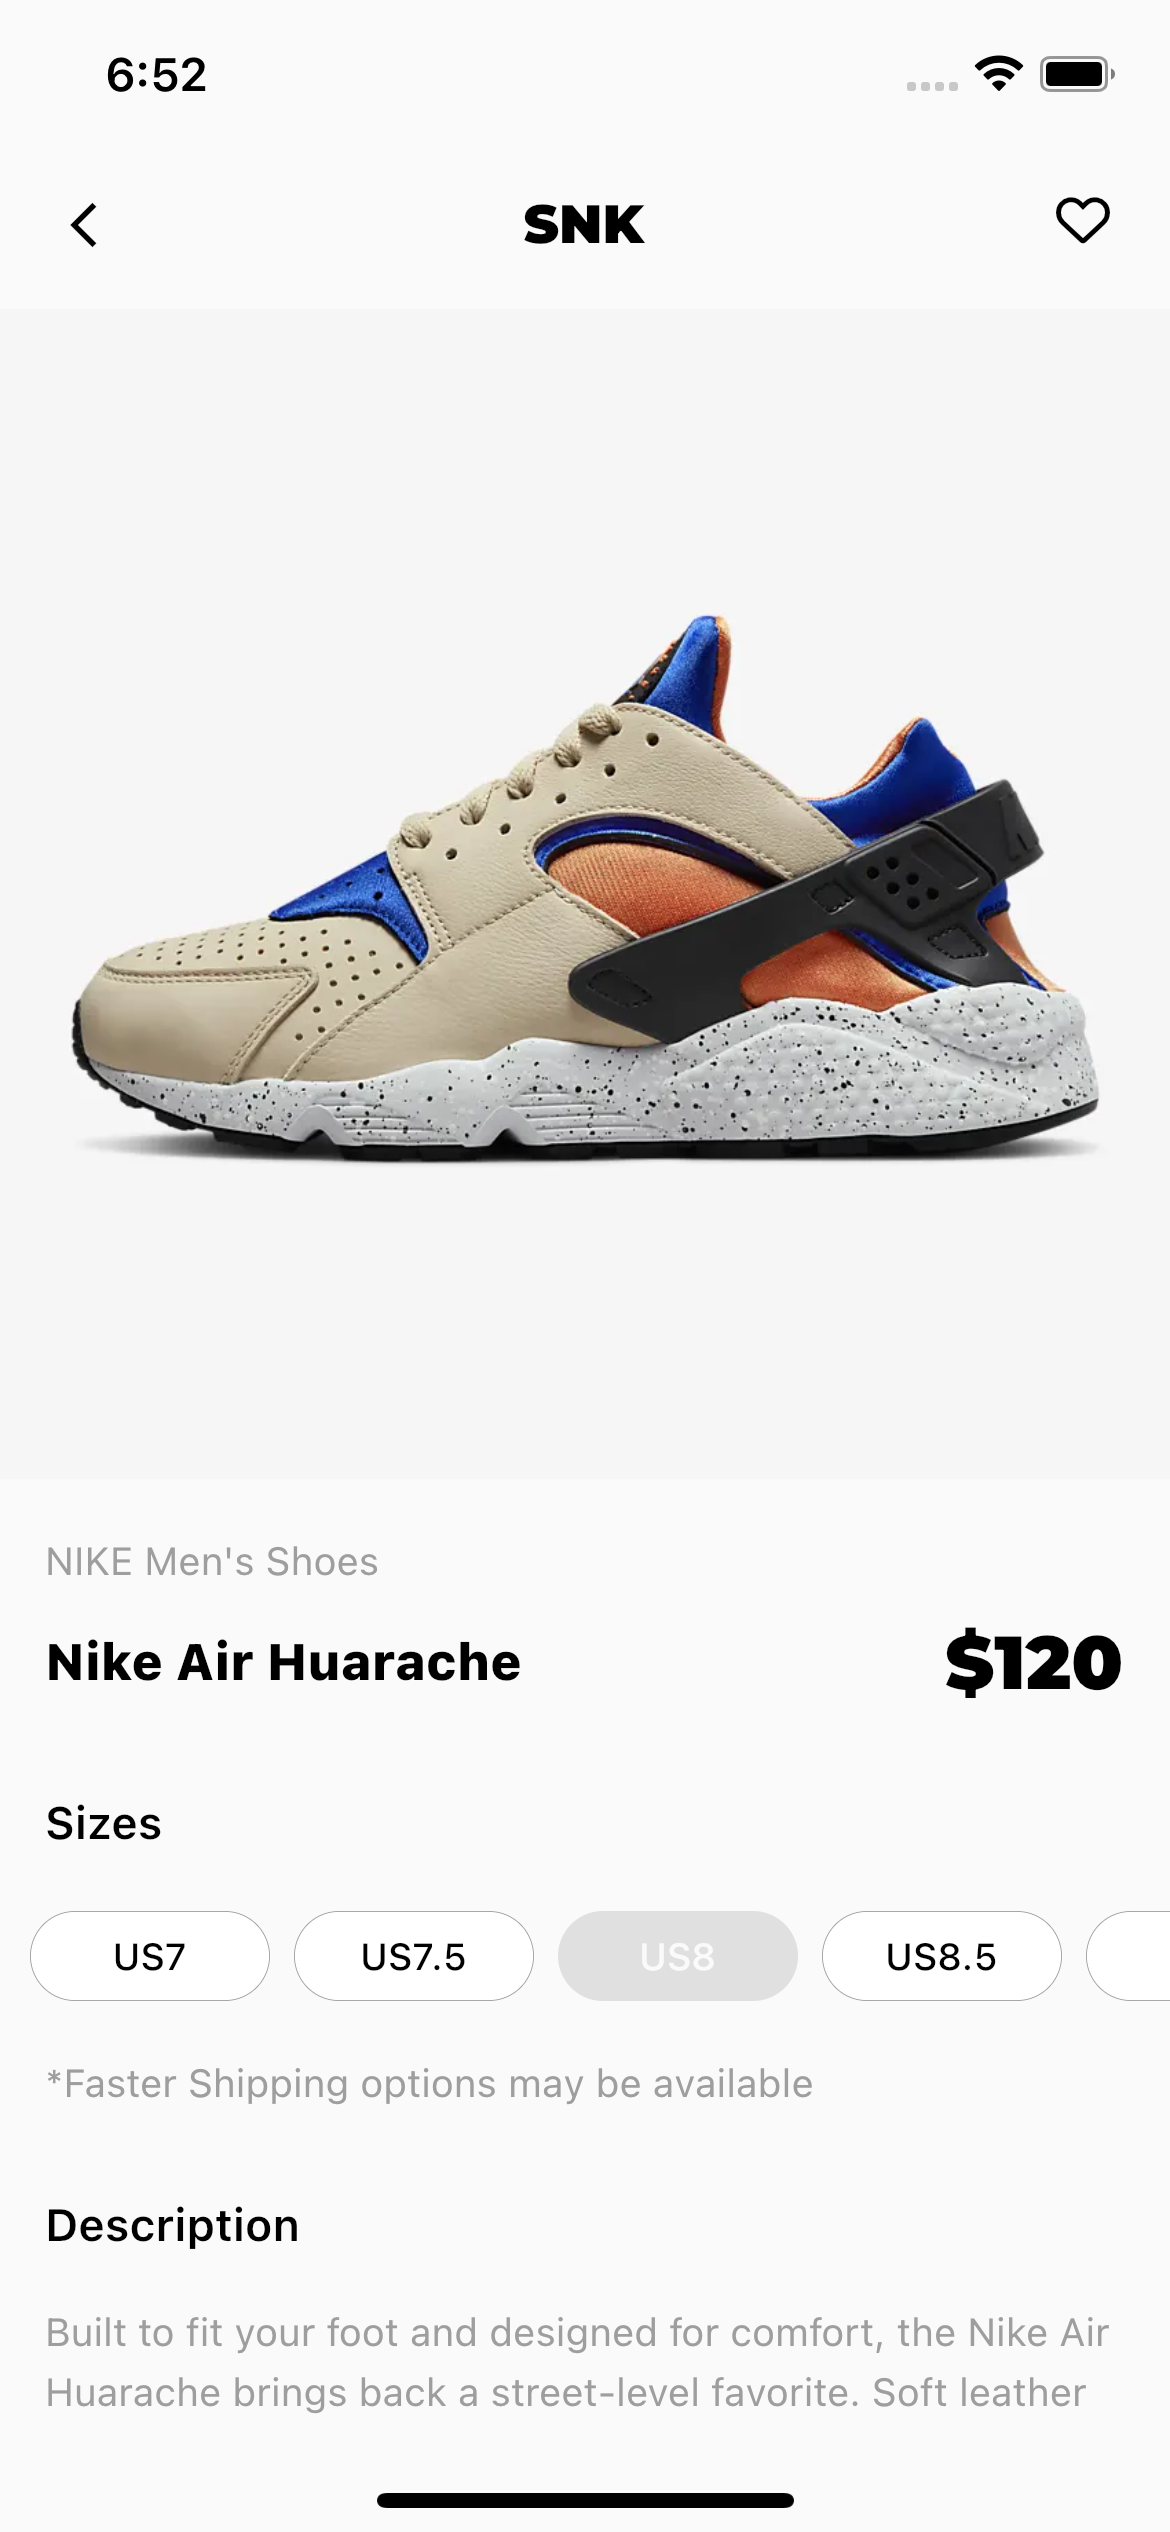 6:52
SNK
NIKE Men's Shoes
Nike Air Huarache
$120
Sizes
US7
US7.5
US8
US8.5
*Faster Shipping options may be available
Description
Built to fit your foot and designed for comfort, the Nike Air
Huarache brings back a street-level favorite. Soft leather